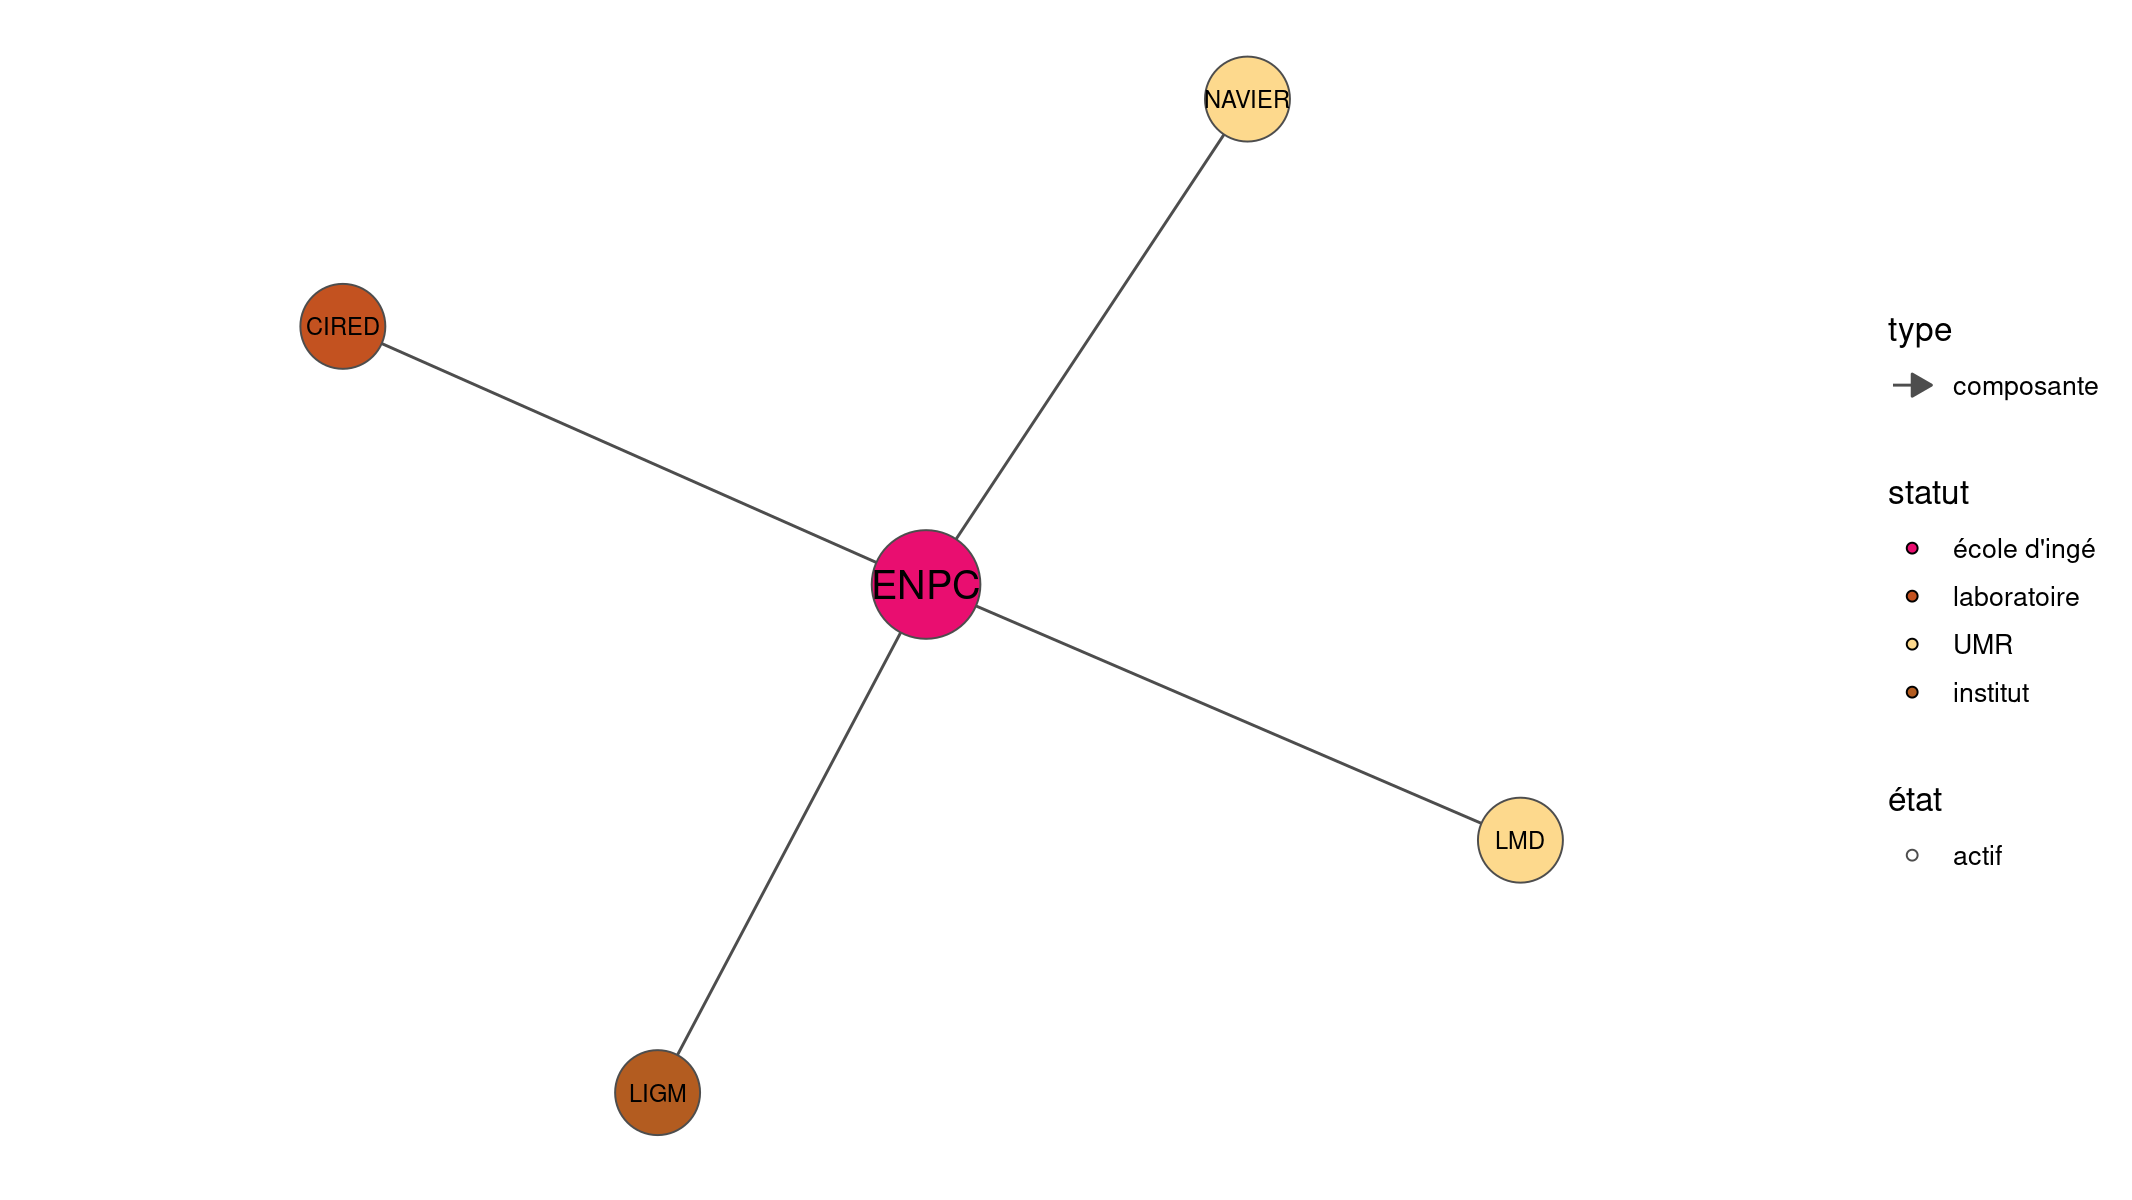 NAVIER
CIRED
ENPC
LMD
LIGM
type
composante
statut
école d'ingé
laboratoire
UMR
institut
état
actif